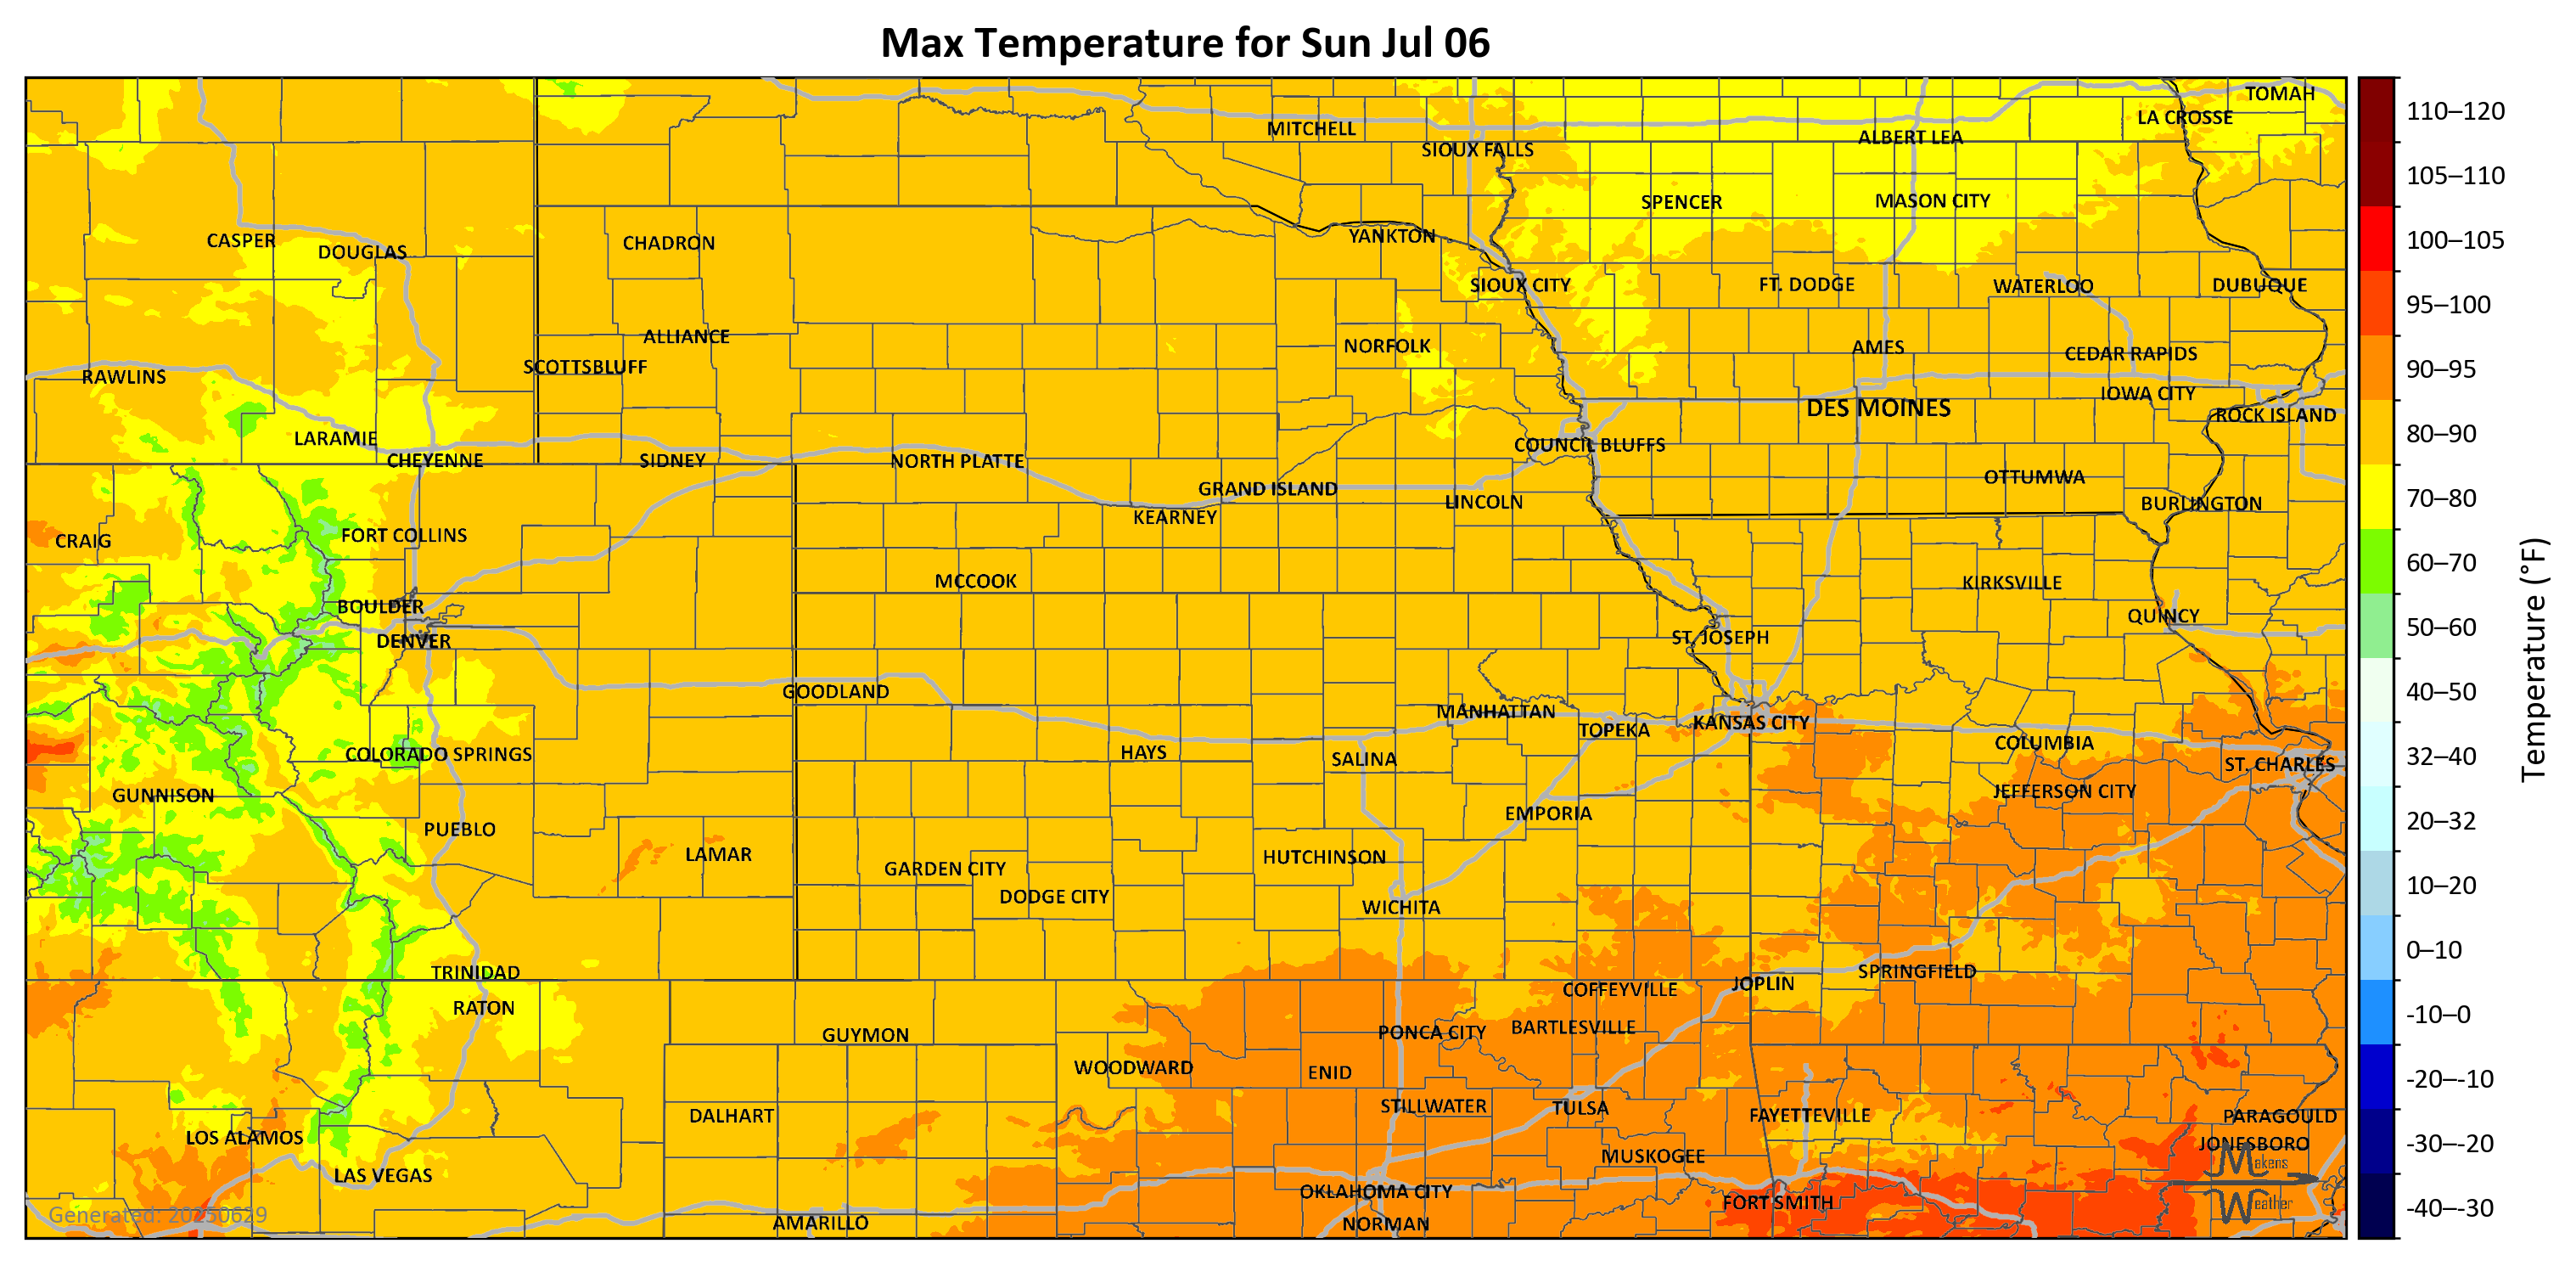 Max Temperature for Sun Jul 06
TOMAH
LA CROSSE
MITCHELL
ALBERT LEA
SIOUX FALLS
SPENCER
MASON CITY
CASPER
DOUGLAS
CHADRON
YANKTON
SIOUX CITY
FT. DODGE
WATERLOO
DUBUQUE
ALLIANCE
NORFOLK
AMES
CEDAR RAPIDS
SCOTTSBLUFF
RAWLINS
IOWA CITY
DES MOINES
ROCK ISLAND
LARAMIE
COUNCIL BLUFFS
CHEYENNE
SIDNEY
NORTH PLATTE
OTTUMWA
GRAND ISLAND
LINCOLN
BURLINGTON
KEARNEY
FORT COLLINS
CRAIG
MCCOOK
KIRKSVILLE
BOULDER
QUINCY
ST. JOSEPH
DENVER
GOODLAND
MANHATTAN
KANSAS CITY
TOPEKA
COLUMBIA
HAYS
COLORADO SPRINGS
SALINA
ST. CHARLES
JEFFERSON CITY
GUNNISON
EMPORIA
PUEBLO
LAMAR
HUTCHINSON
GARDEN CITY
DODGE CITY
WICHITA
TRINIDAD
SPRINGFIELD
JOPLIN
COFFEYVILLE
RATON
BARTLESVILLE
PONCA CITY
GUYMON
WOODWARD
ENID
STILLWATER
TULSA
DALHART
FAYETTEVILLE
PARAGOULD
LOS ALAMOS
JONESBORO
MUSKOGEE
LAS VEGAS
OKLAHOMA CITY
FORT SMITH
AMARILLO
NORMAN
Generated: 20250629
Makens
Weather
110–120
105–110
100–105
95–100
90–95
80–90
70–80
60–70
50–60
40–50
32–40
20–32
10–20
0–10
-10–0
-20–-10
-30–-20
-40–-30
Temperature (°F)